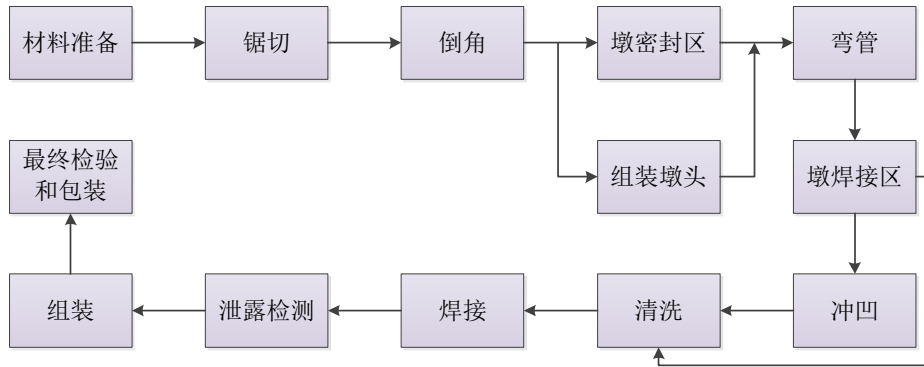 材料准备
锯切
倒角
墩密封区
弯管
最终检验
和包装
组装墩头
墩焊接区
组装
泄露检测
焊接
清洗
冲凹